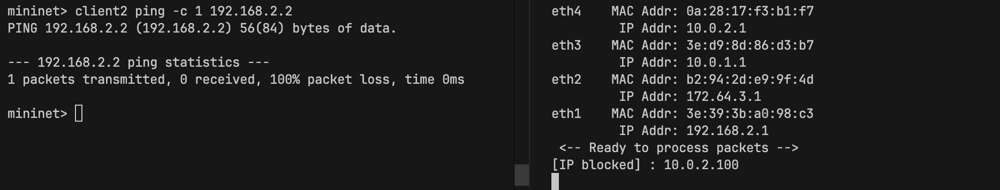 mininet> client2 ping -c 1 192.168.2.2
PING 192.168.2.2 (192.168.2.2) 56(84) bytes of data.
--- 192.168.2.2 ping statistics ---
1 packets transmitted, 0 received, 100% packet loss, time 0ms
mininet>
eth4    MAC Addr: 0a:28:17:f3:b1:f7
         IP Addr: 10.0.2.1
eth3    MAC Addr: 3e:d9:8d:86:d3:b7
         IP Addr: 10.0.1.1
eth2    MAC Addr: b2:94:2d:e9:9f:4d
         IP Addr: 172.64.3.1
eth1    MAC Addr: 3e:39:3b:a0:98:c3
         IP Addr: 192.168.2.1
 <-- Ready to process packets -->
[IP blocked] : 10.0.2.100